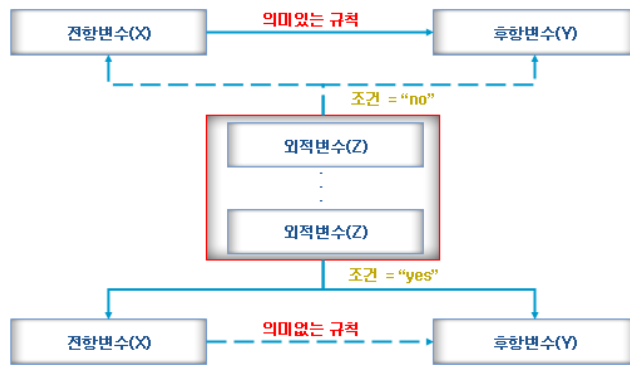 전항변수(X)
의미있는 규칙
후항변수(Y)
조건 = “no”
외적변수(Z)
외적변수(Z)
조건 = “yes”
전항변수(X)
의미없는 규칙
후항변수(Y)